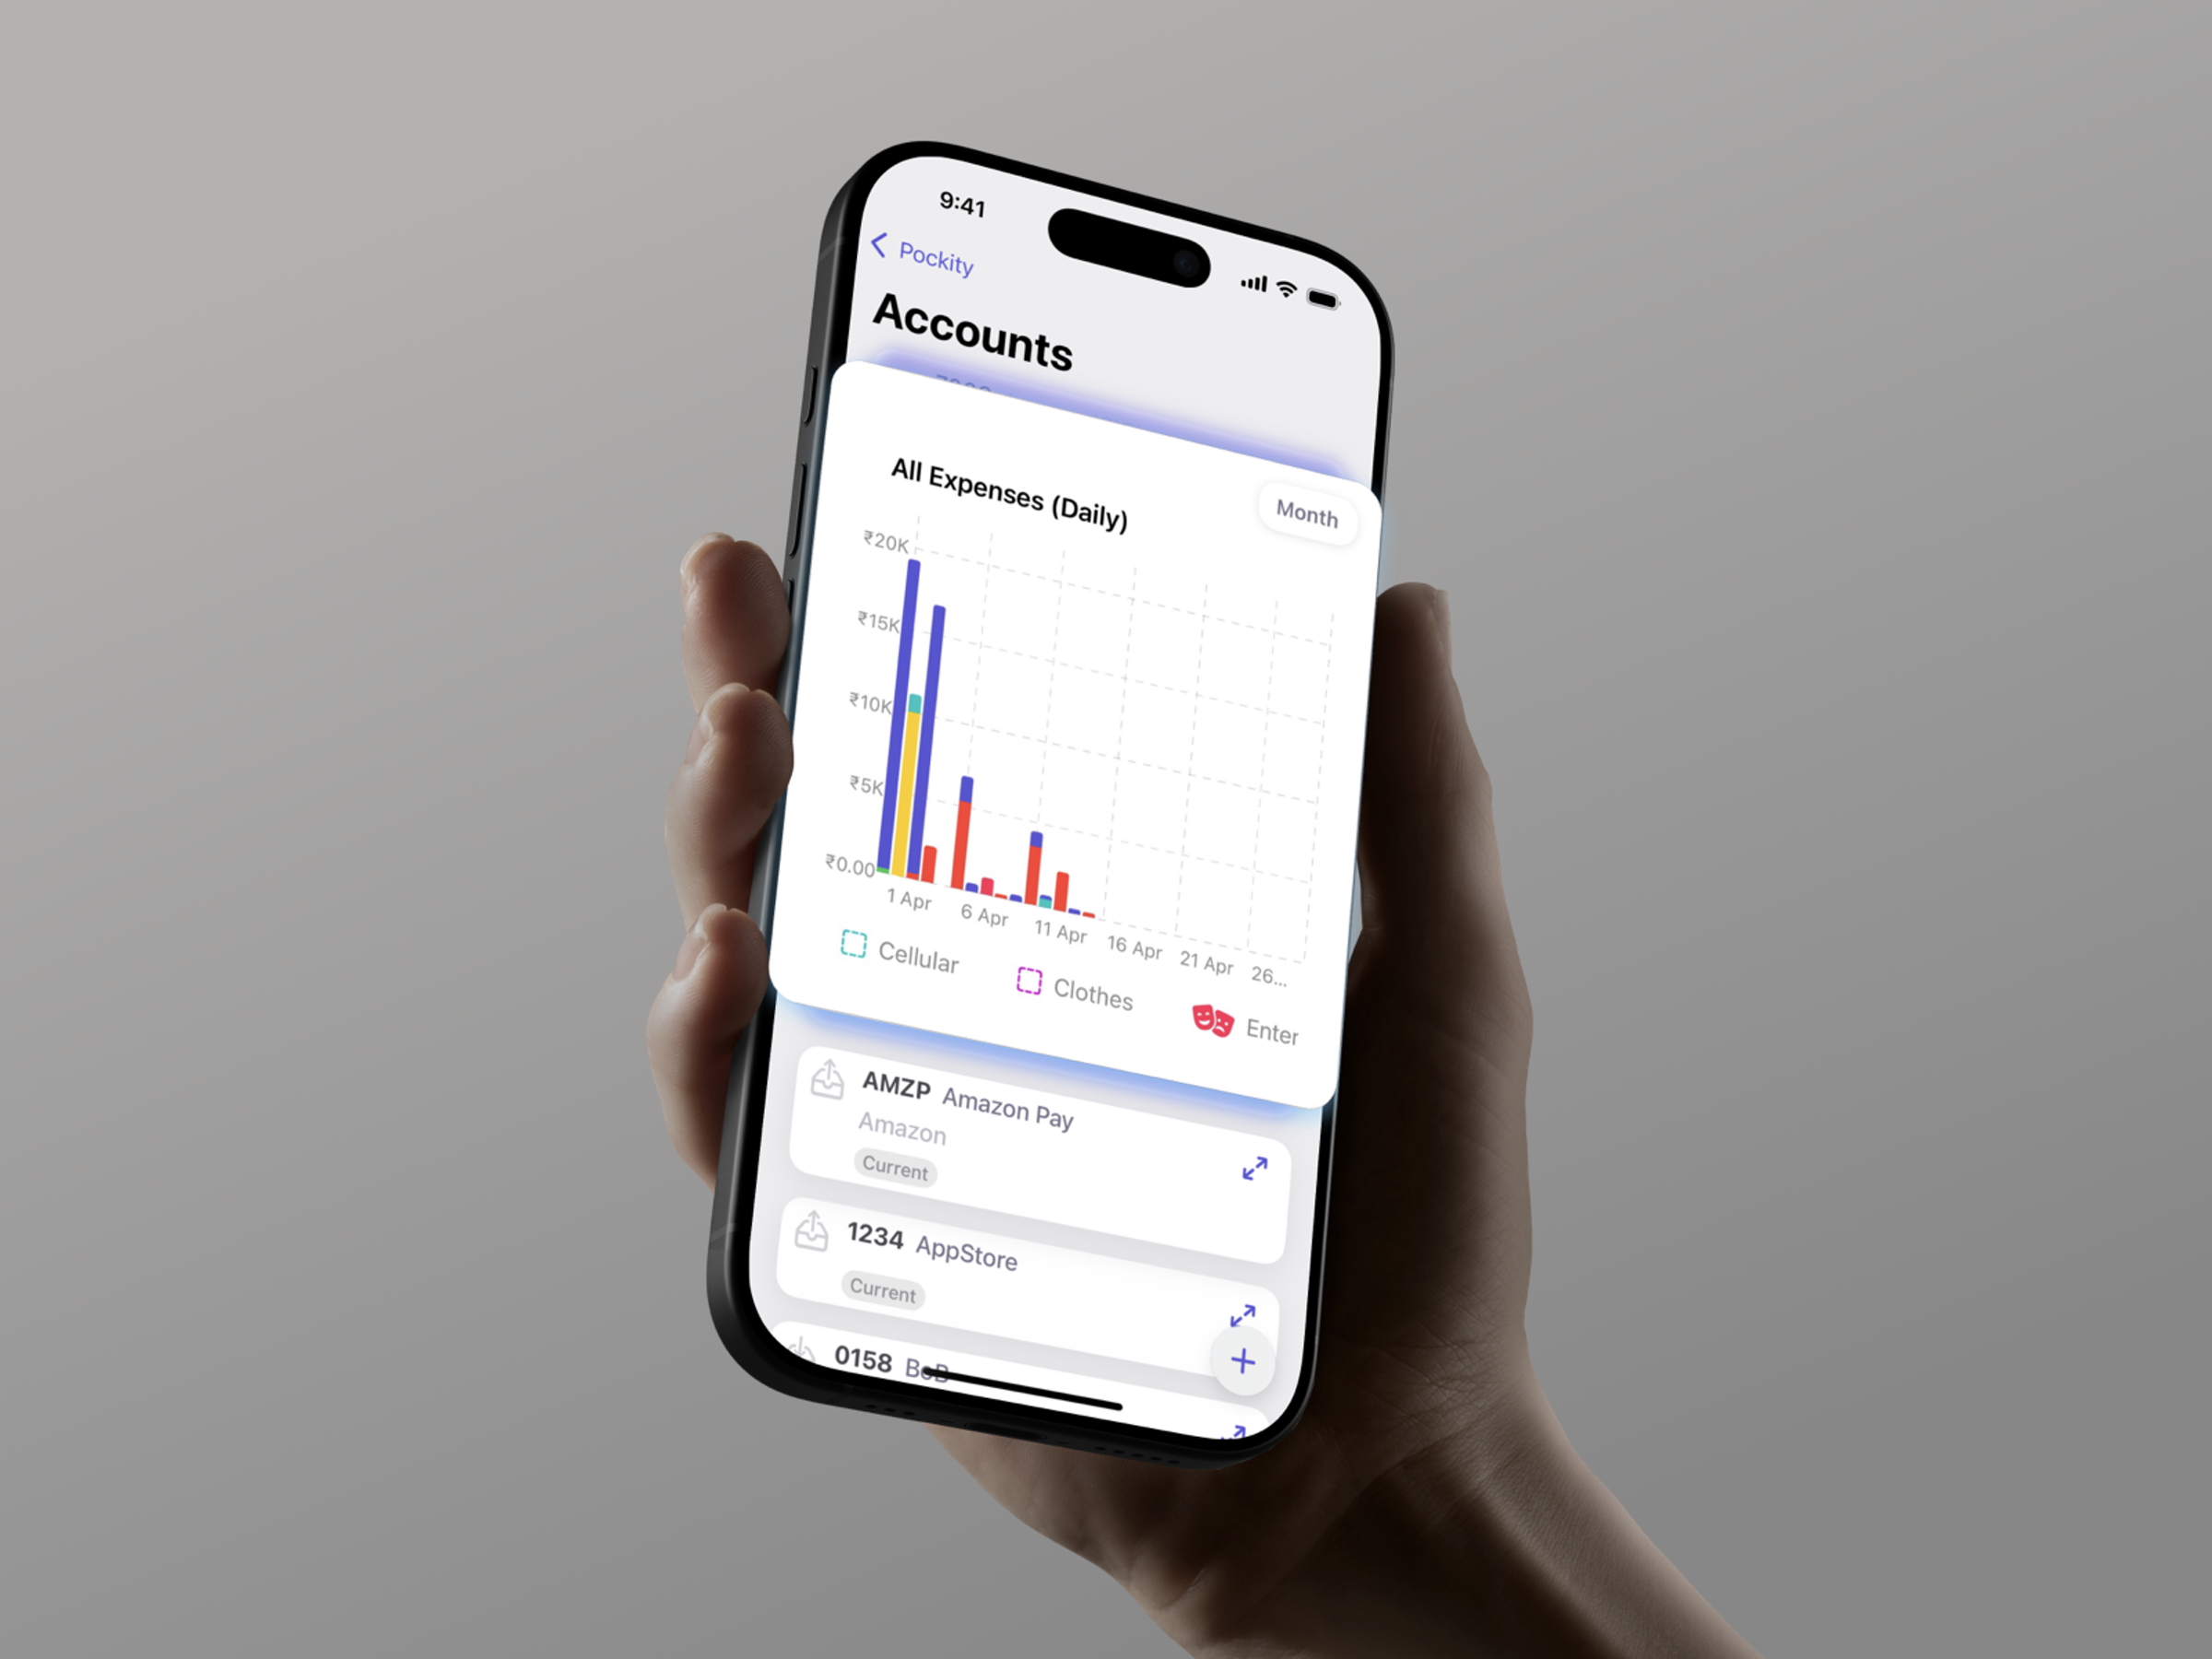 9:41
Pockity
Accounts
All Expenses (Daily)
Month
₹20K
₹15K
₹10K
₹5K
₹0.00
1 Apr
6 Apr
11 Apr
16 Apr
21 Apr
26...
Cellular
Clothes
Enter
AMZP Amazon Pay
Amazon
Current
1234 AppStore
Current
0158 BoB